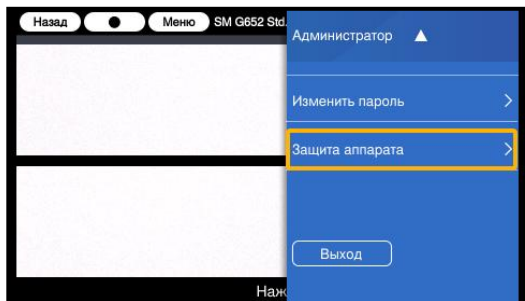 Назад
Меню
SM G652 Std.
Администратор
Изменить пароль
Защита аппарата
Выход
Наж